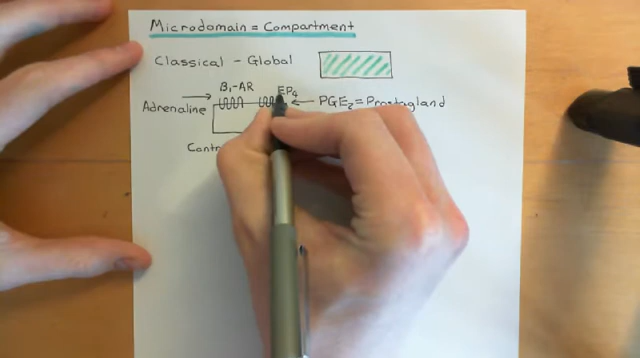 Microdomain = Compartment
Classical - Global
B₁-AR EP₄
Adrenaline → ← PGE₂ = Prostagland